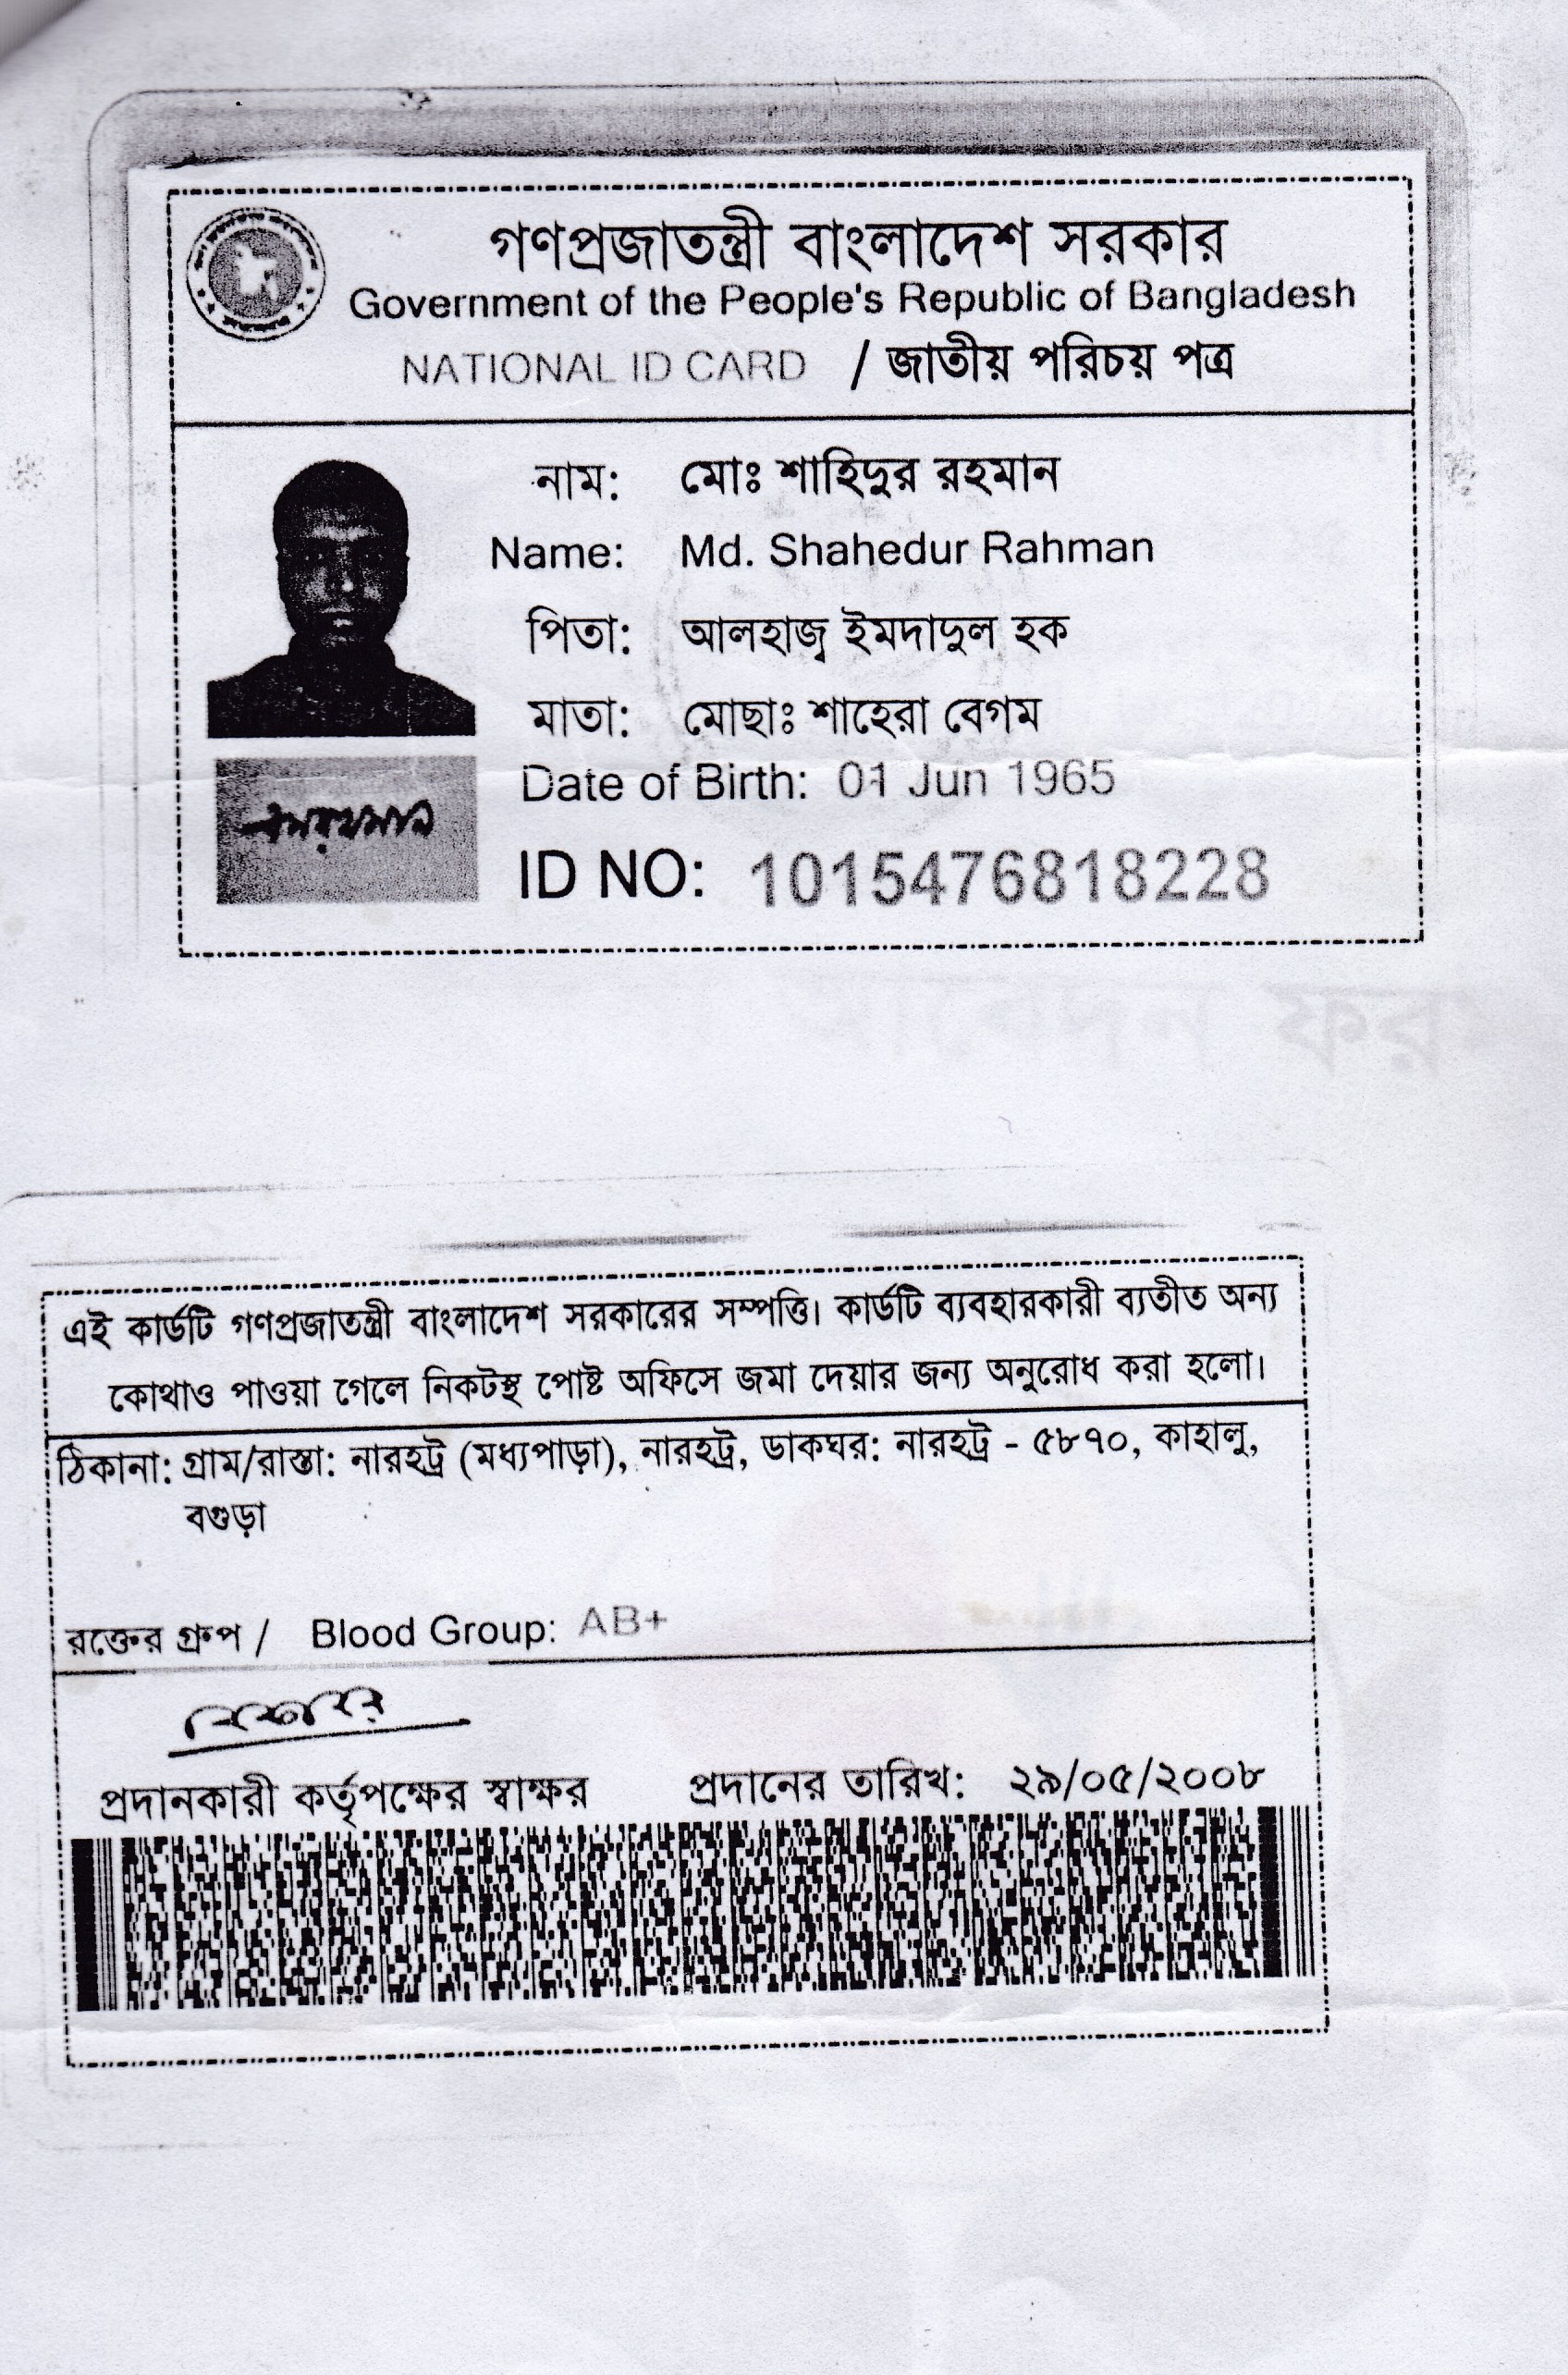 গণপ্রজাতন্ত্রী বাংলাদেশ সরকার
Government of the People's Republic of Bangladesh
NATIONAL ID CARD / জাতীয় পরিচয় পত্র
নাম: মোঃ শাহিদুর রহমান
Name: Md. Shahedur Rahman
পিতা: আলহাজ্ব ইমদাদুল হক
মাতা: মোছাঃ শাহেরা বেগম
Date of Birth: 01 Jun 1965
ID NO: 1015476818228
এই কার্ডটি গণপ্রজাতন্ত্রী বাংলাদেশ সরকারের সম্পত্তি। কার্ডটি ব্যবহারকারী ব্যতীত অন্য
কোথাও পাওয়া গেলে নিকটস্থ পোষ্ট অফিসে জমা দেয়ার জন্য অনুরোধ করা হলো।
ঠিকানা: গ্রাম/রাস্তা: নারহট্ট (মধ্যপাড়া), নারহট্ট, ডাকঘর: নারহট্ট - ৫৮৭০, কাহালু,
বগুড়া
রক্তের গ্রুপ / Blood Group: AB+
প্রদানকারী কর্তৃপক্ষের স্বাক্ষর প্রদানের তারিখ: ২৯/০৫/২০০৮